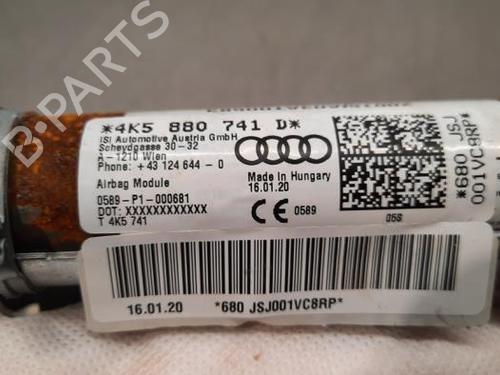 *4K5 880 741 D*
ISI Automotive Austria GmbH
Scheydgasse 30-32
A-1210 Wien
Phone: +43 124 644-0
Made in Hungary
16.01.20
Airbag Module
0589-P1-000681
DOT: XXXXXXXXXXXX
T 4K5 741
CE 0589
05S
*680 JSJ
001VC8RP*
16.01.20 *680 JSJ001VC8RP*
B-Parts